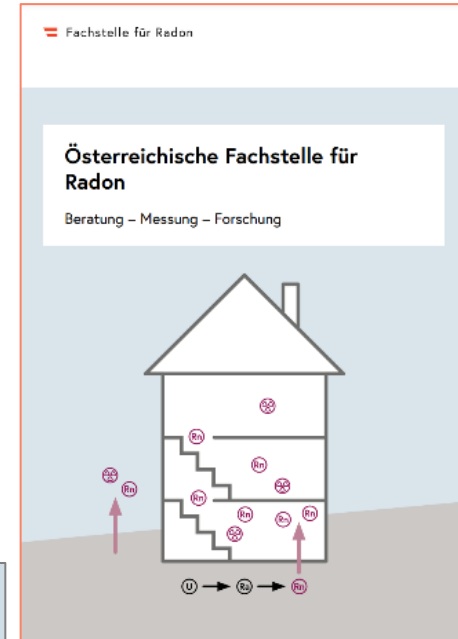 Fachstelle für Radon
Österreichische Fachstelle für
Radon
Beratung – Messung – Forschung
Rn
Rn
Rn
Rn
Rn
Rn
Rn
U Ra Rn